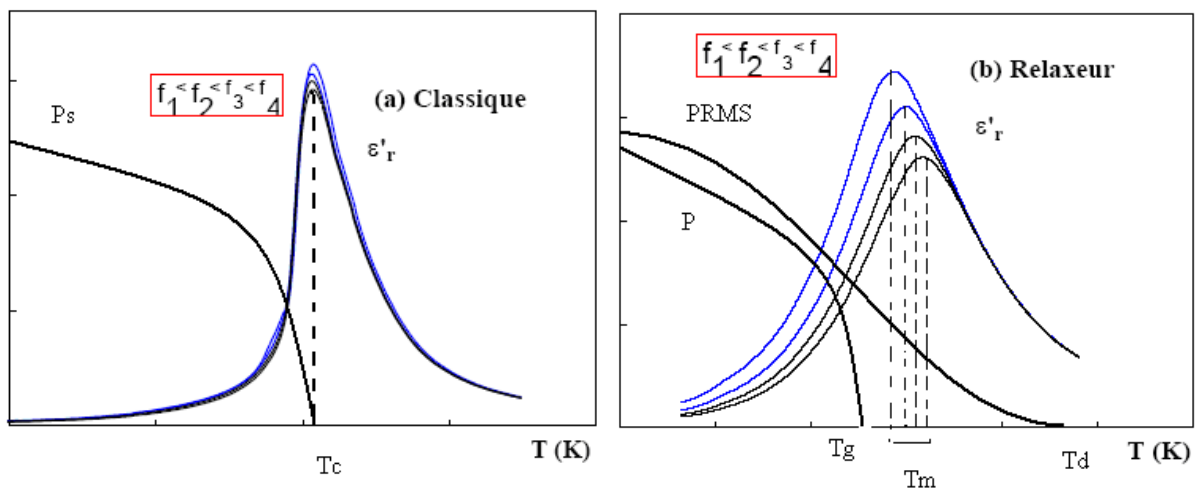 f1<f2<f3<f4
(a) Classique
Ps
ε'r
Tc
T (K)
f1<f2<f3<f4
(b) Relaxeur
PRMS
ε'r
P
Tg
Tm
Td
T (K)